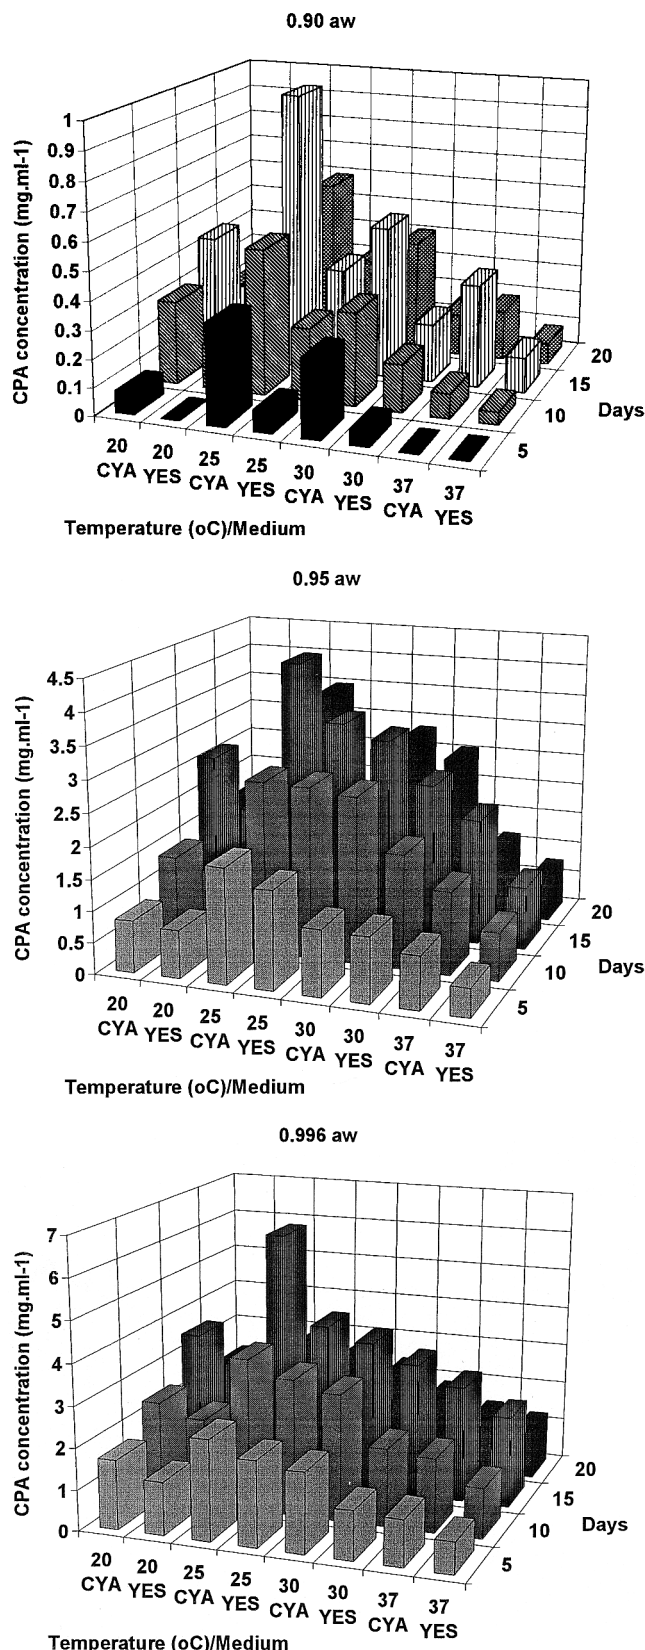 0.90 aw
CPA concentration (mg.ml-1)
1
0.9
0.8
0.7
0.6
0.5
0.4
0.3
0.2
0.1
0
20 20 25 25 30 30 37 37
CYA YES CYA YES CYA YES CYA YES
5
10
15
20
Days
Temperature (oC)/Medium
0.95 aw
CPA concentration (mg.ml-1)
4.5
4
3.5
3
2.5
2
1.5
1
0.5
0
20 20 25 25 30 30 37 37
CYA YES CYA YES CYA YES CYA YES
5
10
15
20
Days
Temperature (oC)/Medium
0.996 aw
CPA concentration (mg.ml-1)
7
6
5
4
3
2
1
0
20 20 25 25 30 30 37 37
CYA YES CYA YES CYA YES CYA YES
5
10
15
20
Days
Temperature (oC)/Medium